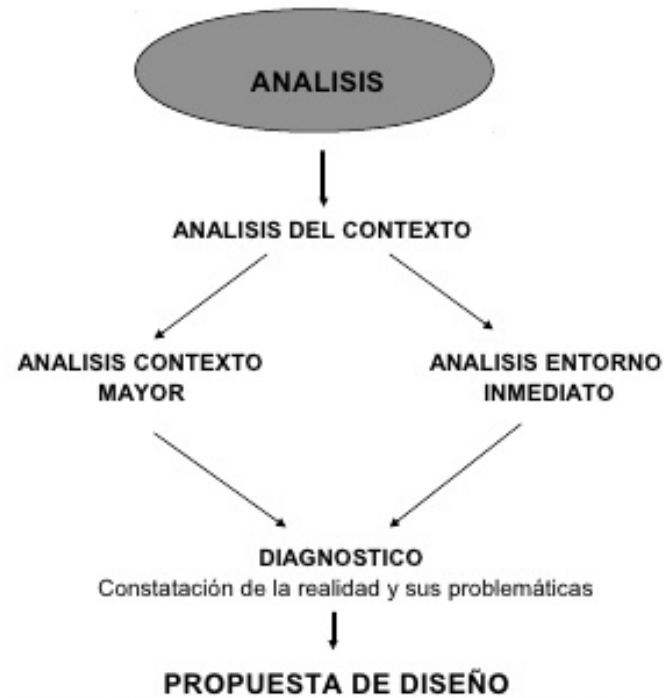 ANALISIS
ANALISIS DEL CONTEXTO
ANALISIS CONTEXTO
MAYOR
ANALISIS ENTORNO
INMEDIATO
DIAGNOSTICO
Constatación de la realidad y sus problemáticas
PROPUESTA DE DISEÑO